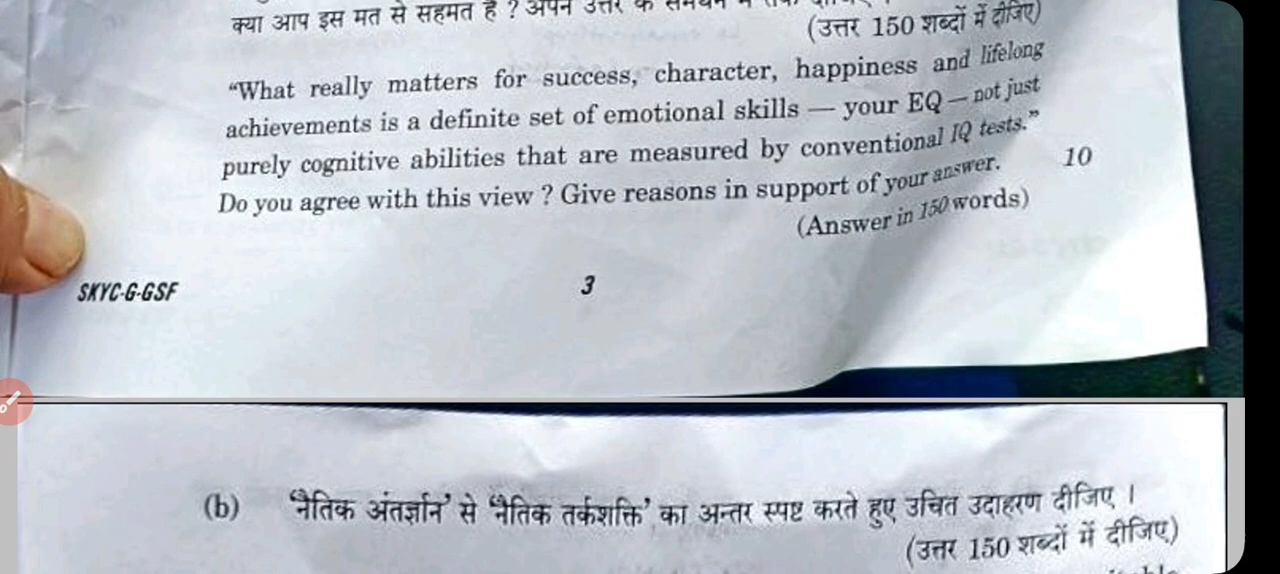 क्या आप इस मत से सहमत हैं ? अपने उत्तर के
(उत्तर 150 शब्दों में दीजिए)
“What really matters for success, character, happiness and lifelong
achievements is a definite set of emotional skills — your EQ — not just
purely cognitive abilities that are measured by conventional IQ tests.”
Do you agree with this view ? Give reasons in support of your answer. 10
(Answer in 150 words)
SKYC-G-GSF 3
(b) ‘नैतिक अंतर्ज्ञान’ से ‘नैतिक तर्कशक्ति’ का अन्तर स्पष्ट करते हुए उचित उदाहरण दीजिए ।
(उत्तर 150 शब्दों में दीजिए)